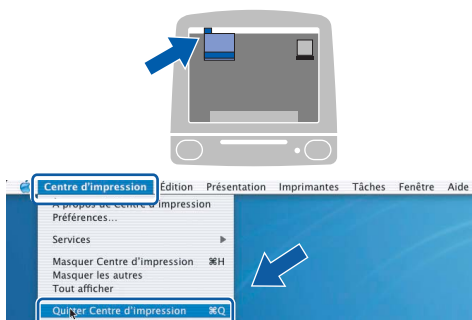 Centre d'impression Édition Présentation Imprimantes Tâches Fenêtre Aide
A propos de Centre d'impression
Préférences...
Services
Masquer Centre d'impression ⌘H
Masquer les autres
Tout afficher
Quitter Centre d'impression ⌘Q